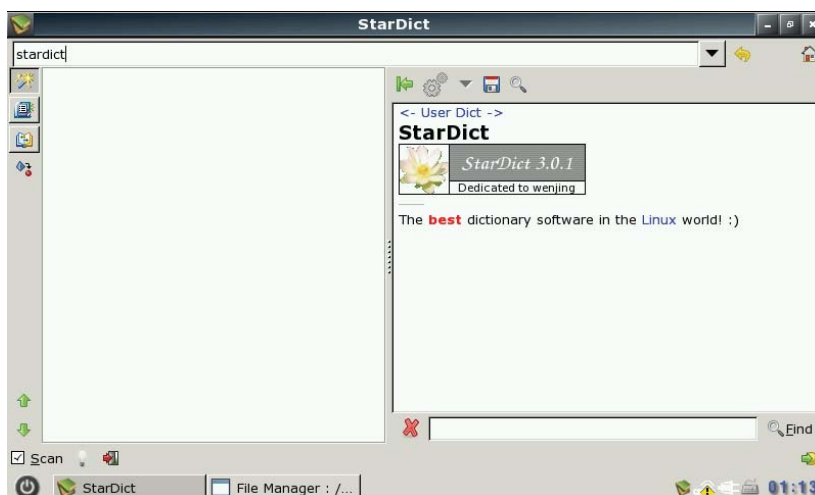 StarDict
stardict
<- User Dict ->
StarDict
StarDict 3.0.1
Dedicated to wenjing
The best dictionary software in the Linux world! :)
Find
Scan
StarDict
File Manager : /...
01:13